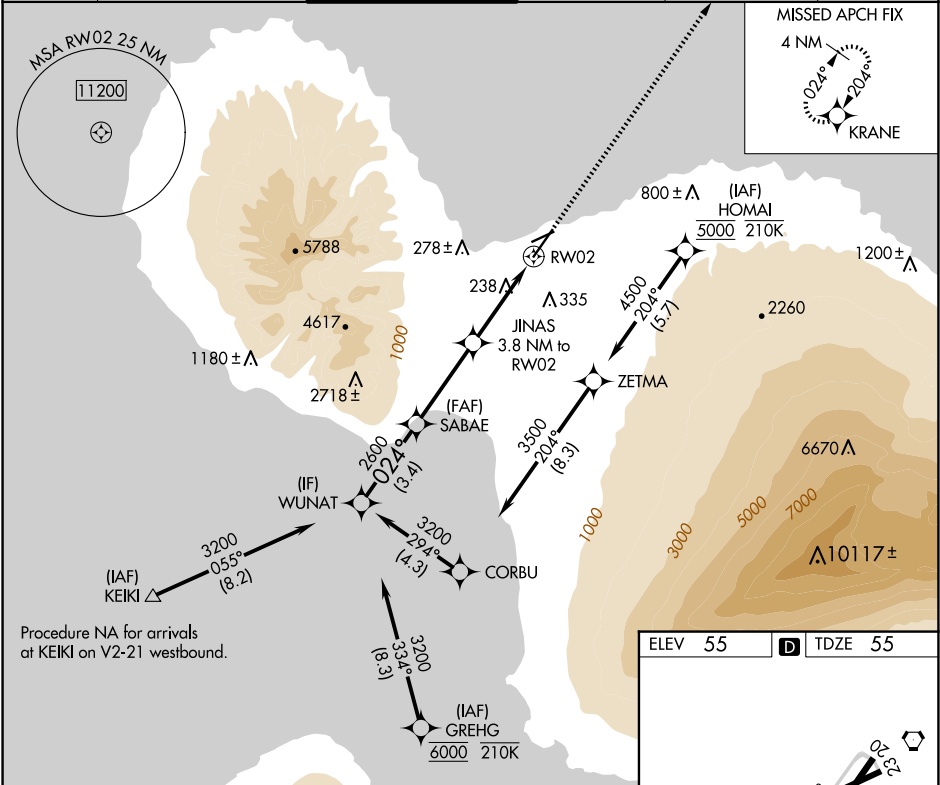 MSA RW02 25 NM
11200
MISSED APCH FIX
4 NM
024°
204°
KRANE
800 ±
(IAF)
HOMAI
5000 210K
278 ±
RW02
1200 ±
5788
238
335
4500
204°
(5.7)
2260
4617
1000
JINAS
3.8 NM to
RW02
1180 ±
2718 ±
ZETMA
(FAF)
SABAE
3500
204°
(8.3)
2600
024°
(3.4)
6670
(IF)
WUNAT
5000
7000
1000
3000
3200
294°
(4.3)
3200
055°
(8.2)
10117 ±
CORBU
(IAF)
KEIKI
Procedure NA for arrivals
at KEIKI on V2-21 westbound.
3200
334°
(8.3)
ELEV 55 D TDZE 55
(IAF)
GREHG
6000 210K
23
20